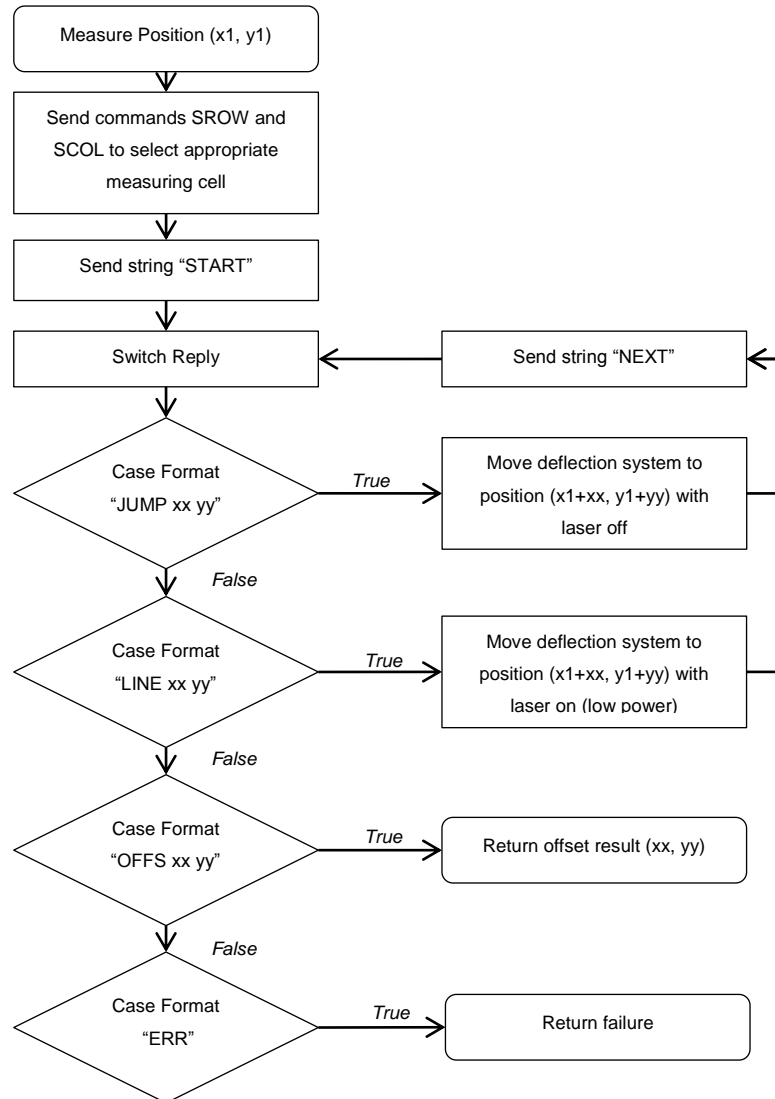 Measure Position (x1, y1)
Send commands SROW and
SCOL to select appropriate
measuring cell
Send string “START”
Switch Reply
Send string “NEXT”
Case Format
“JUMP xx yy”
True
Move deflection system to
position (x1+xx, y1+yy) with
laser off
False
Case Format
“LINE xx yy”
True
Move deflection system to
position (x1+xx, y1+yy) with
laser on (low power)
False
Case Format
“OFFS xx yy”
True
Return offset result (xx, yy)
False
Case Format
“ERR”
True
Return failure